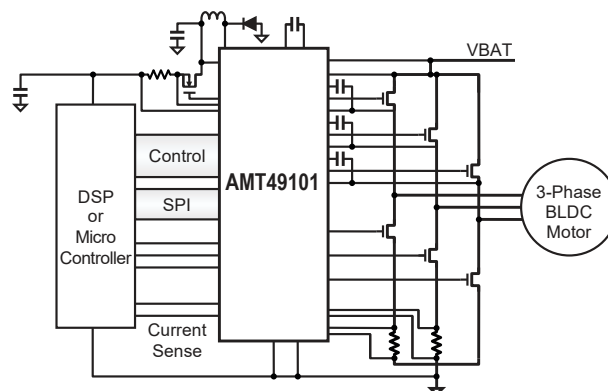 VBAT
Control
AMT49101
3-Phase
BLDC
Motor
DSP
or
Micro
Controller
SPI
Current
Sense